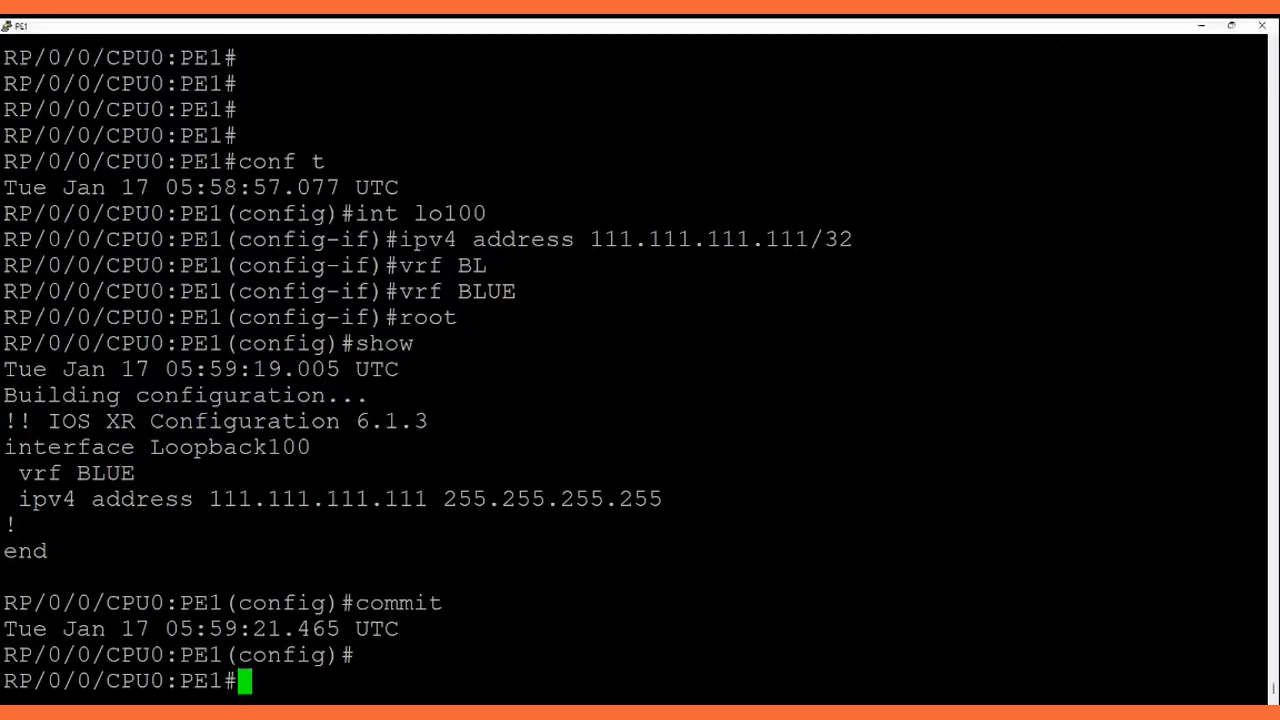 PE1
RP/0/0/CPU0:PE1#
RP/0/0/CPU0:PE1#
RP/0/0/CPU0:PE1#
RP/0/0/CPU0:PE1#
RP/0/0/CPU0:PE1#conf t
Tue Jan 17 05:58:57.077 UTC
RP/0/0/CPU0:PE1(config)#int lo100
RP/0/0/CPU0:PE1(config-if)#ipv4 address 111.111.111.111/32
RP/0/0/CPU0:PE1(config-if)#vrf BL
RP/0/0/CPU0:PE1(config-if)#vrf BLUE
RP/0/0/CPU0:PE1(config-if)#root
RP/0/0/CPU0:PE1(config)#show
Tue Jan 17 05:59:19.005 UTC
Building configuration...
!! IOS XR Configuration 6.1.3
interface Loopback100
 vrf BLUE
 ipv4 address 111.111.111.111 255.255.255.255
!
end
RP/0/0/CPU0:PE1(config)#commit
Tue Jan 17 05:59:21.465 UTC
RP/0/0/CPU0:PE1(config)#
RP/0/0/CPU0:PE1#